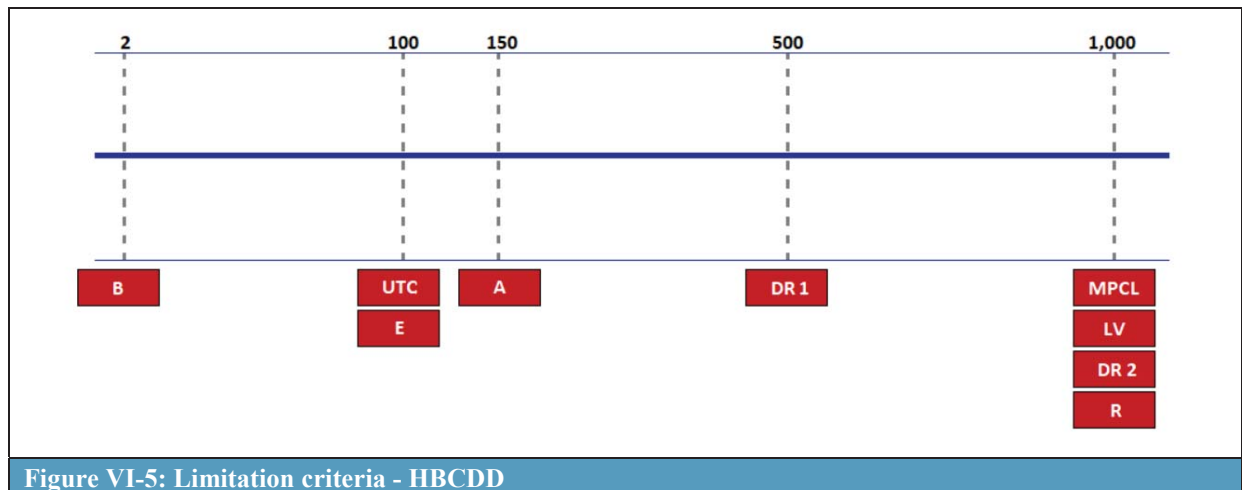 2 100 150 500 1,000
B UTC A DR 1 MPCL
E LV
DR 2
R
Figure VI-5: Limitation criteria - HBCDD